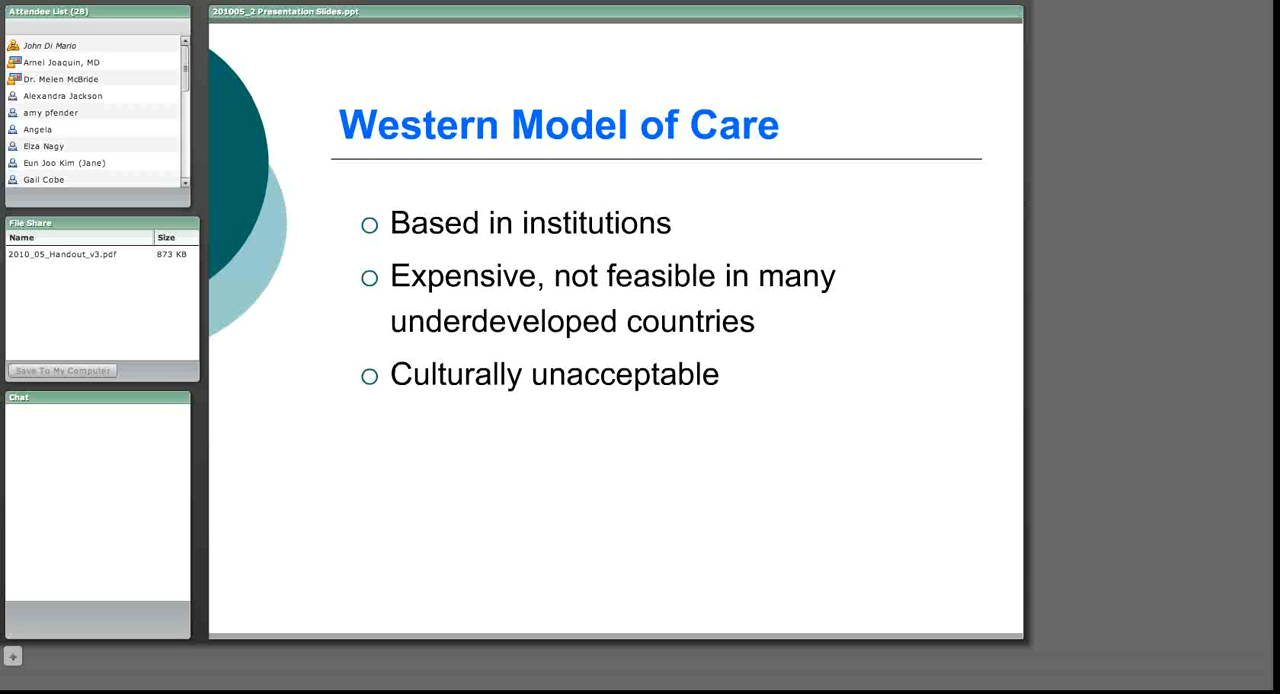 Attendee List (28)
John Di Mario
Arnel Joaquin, MD
Dr. Melen McBride
Alexandra Jackson
amy pfender
Angela
Elza Nagy
Eun Joo Kim (Jane)
Gail Cobe
File Share
Name Size
2010_05_Handout_v3.pdf 873 KB
Save To My Computer
Chat
201005_2 Presentation Slides.ppt
Western Model of Care
Based in institutions
Expensive, not feasible in many
underdeveloped countries
Culturally unacceptable